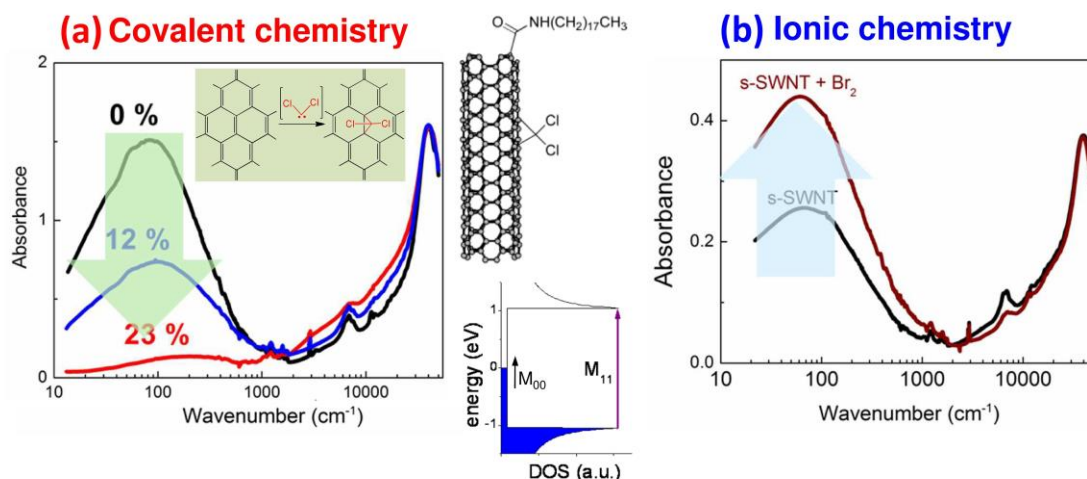 (a) Covalent chemistry
2
1
0
Absorbance
0 %
12 %
23 %
Cl
Cl
Cl
Cl
10
100
1000
10000
Wavenumber (cm⁻¹)
O
NH(CH₂)₁₇CH₃
Cl
Cl
energy (eV)
1
0
-1
M₀₀
M₁₁
DOS (a.u.)
(b) Ionic chemistry
s-SWNT + Br₂
s-SWNT
0.4
0.2
0.0
Absorbance
10
100
1000
10000
Wavenumber (cm⁻¹)